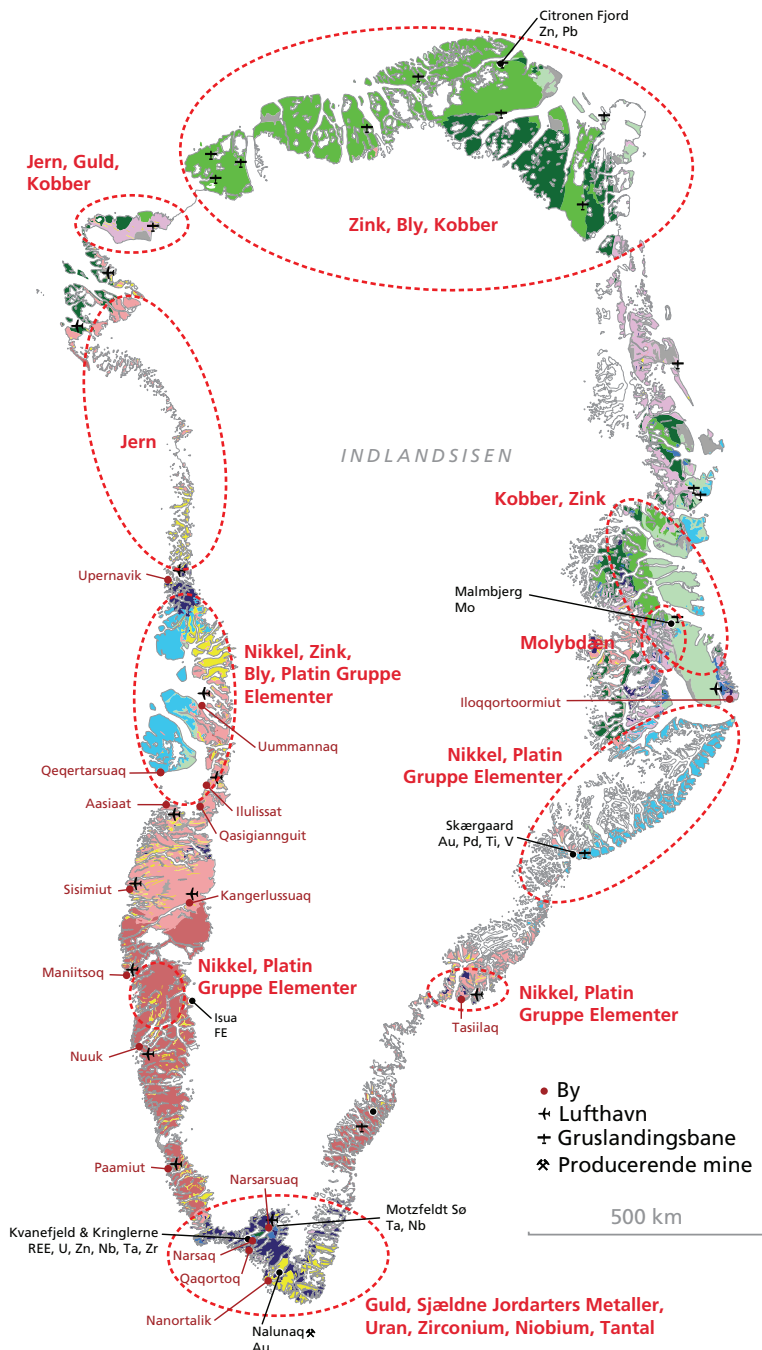 Citronen Fjord
Zn, Pb
Jern, Guld,
Kobber
Zink, Bly, Kobber
Jern
INDLANDSISEN
Kobber, Zink
Upernavik
Malmbjerg
Mo
Nikkel, Zink,
Bly, Platin Gruppe
Elementer
Molybdæn
Iloqqortoormiut
Uummannaq
Nikkel, Platin
Gruppe Elementer
Qeqertarsuaq
Aasiaat
Ilulissat
Qasigiannguit
Skærgaard
Au, Pd, Ti, V
Sisimiut
Kangerlussuaq
Maniitsoq
Nikkel, Platin
Gruppe Elementer
Isua
FE
Nikkel, Platin
Gruppe Elementer
Tasiilaq
Nuuk
By
Lufthavn
Gruslandingsbane
Producerende mine
Paamiut
Narsarsuaq
Motzfeldt Sø
Ta, Nb
500 km
Kvanefjeld & Kringlerne
REE, U, Zn, Nb, Ta, Zr
Narsaq
Qaqortoq
Nanortalik
Nalunaq
Au
Guld, Sjældne Jordarters Metaller,
Uran, Zirconium, Niobium, Tantal